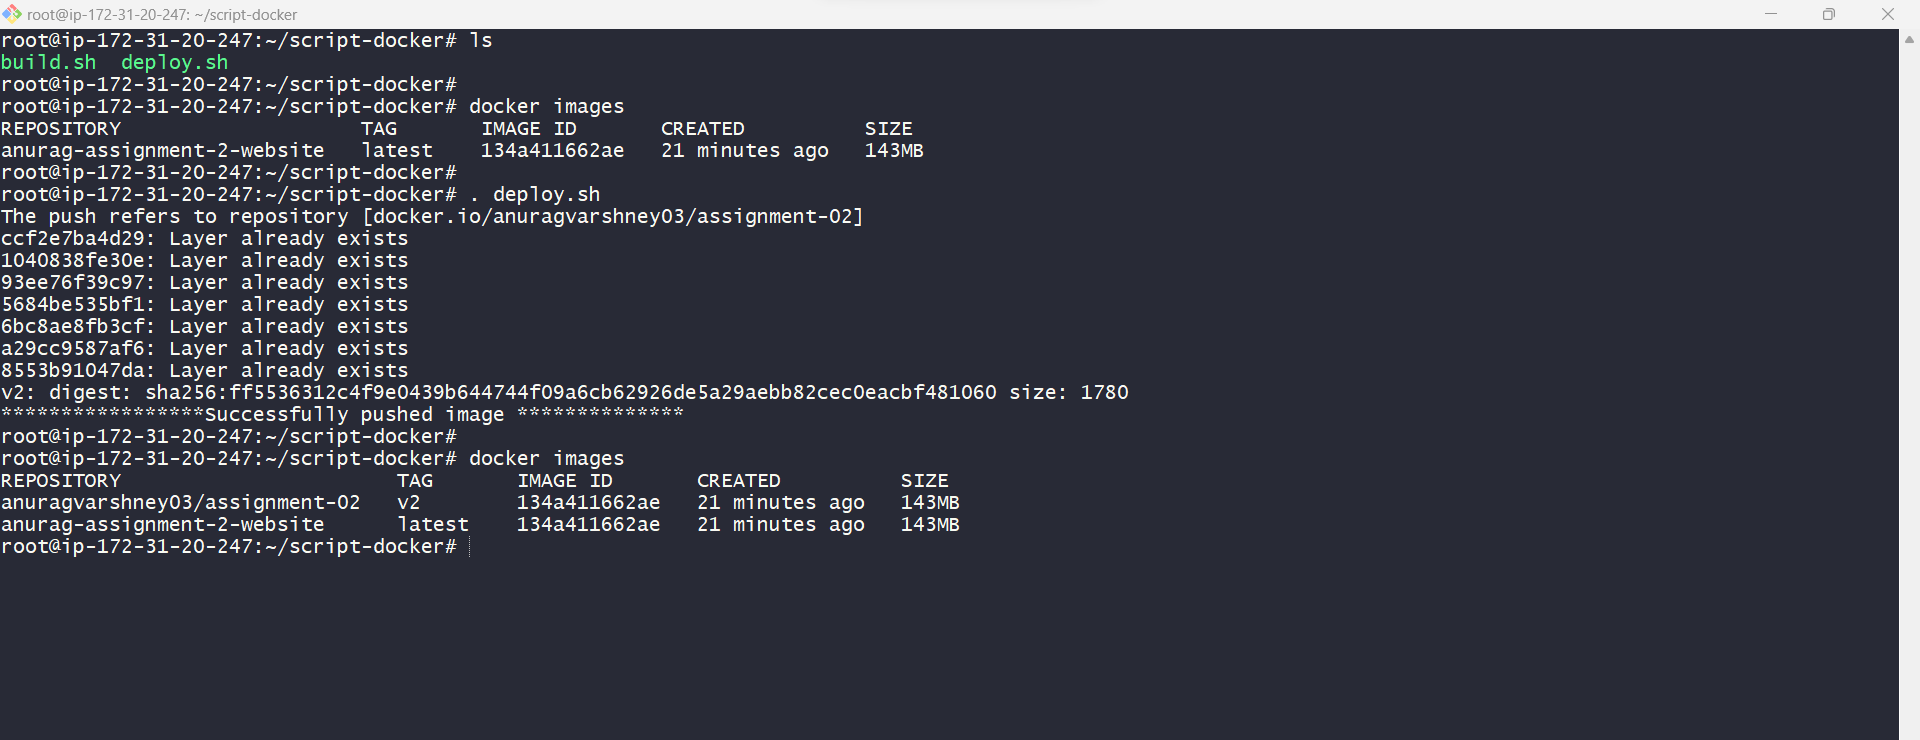 root@ip-172-31-20-247: ~/script-docker
root@ip-172-31-20-247:~/script-docker# ls
build.sh  deploy.sh
root@ip-172-31-20-247:~/script-docker#
root@ip-172-31-20-247:~/script-docker# docker images
REPOSITORY                    TAG       IMAGE ID       CREATED          SIZE
anurag-assignment-2-website   latest    134a411662ae   21 minutes ago   143MB
root@ip-172-31-20-247:~/script-docker#
root@ip-172-31-20-247:~/script-docker# . deploy.sh
The push refers to repository [docker.io/anuragvarshney03/assignment-02]
ccf2e7ba4d29: Layer already exists
1040838fe30e: Layer already exists
93ee76f39c97: Layer already exists
5684be535bf1: Layer already exists
6bc8ae8fb3cf: Layer already exists
a29cc9587af6: Layer already exists
8553b91047da: Layer already exists
v2: digest: sha256:ff5536312c4f9e0439b644744f09a6cb62926de5a29aebb82cec0eacbf481060 size: 1780
*****************Successfully pushed image **************
root@ip-172-31-20-247:~/script-docker#
root@ip-172-31-20-247:~/script-docker# docker images
REPOSITORY                       TAG       IMAGE ID       CREATED          SIZE
anuragvarshney03/assignment-02   v2        134a411662ae   21 minutes ago   143MB
anurag-assignment-2-website      latest    134a411662ae   21 minutes ago   143MB
root@ip-172-31-20-247:~/script-docker#